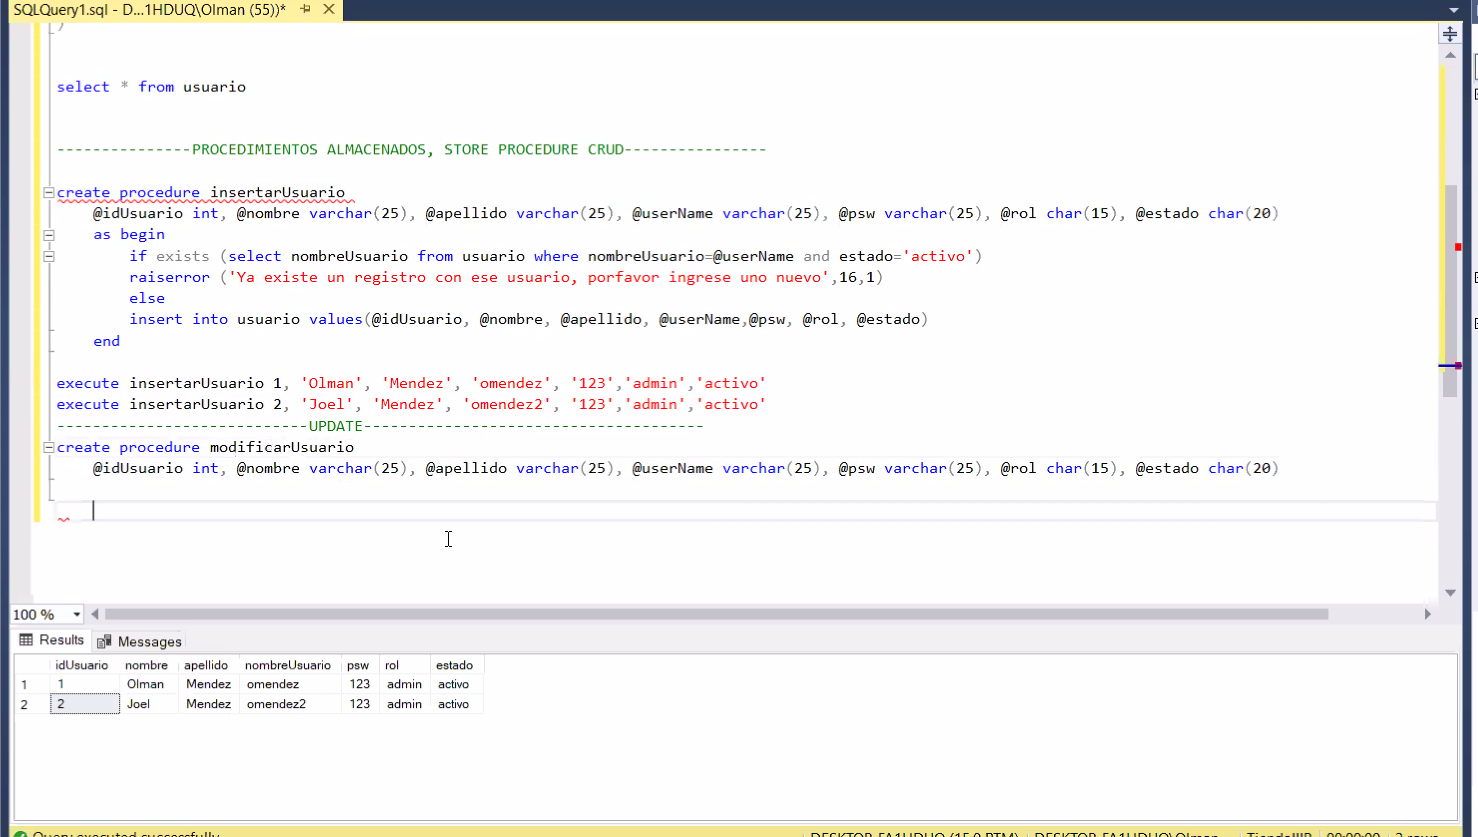 SQLQuery1.sql - D...1HDUQ\Olman (55))*
select * from usuario
---------------PROCEDIMIENTOS ALMACENADOS, STORE PROCEDURE CRUD----------------
create procedure insertarUsuario
@idUsuario int, @nombre varchar(25), @apellido varchar(25), @userName varchar(25), @psw varchar(25), @rol char(15), @estado char(20)
as begin
if exists (select nombreUsuario from usuario where nombreUsuario=@userName and estado='activo')
raiserror ('Ya existe un registro con ese usuario, porfavor ingrese uno nuevo',16,1)
else
insert into usuario values(@idUsuario, @nombre, @apellido, @userName,@psw, @rol, @estado)
end
execute insertarUsuario 1, 'Olman', 'Mendez', 'omendez', '123','admin','activo'
execute insertarUsuario 2, 'Joel', 'Mendez', 'omendez2', '123','admin','activo'
----------------------------UPDATE--------------------------------------
create procedure modificarUsuario
@idUsuario int, @nombre varchar(25), @apellido varchar(25), @userName varchar(25), @psw varchar(25), @rol char(15), @estado char(20)
100 %
Results Messages
idUsuario nombre apellido nombreUsuario psw rol estado
1 1 Olman Mendez omendez 123 admin activo
2 2 Joel Mendez omendez2 123 admin activo
Query executed successfully